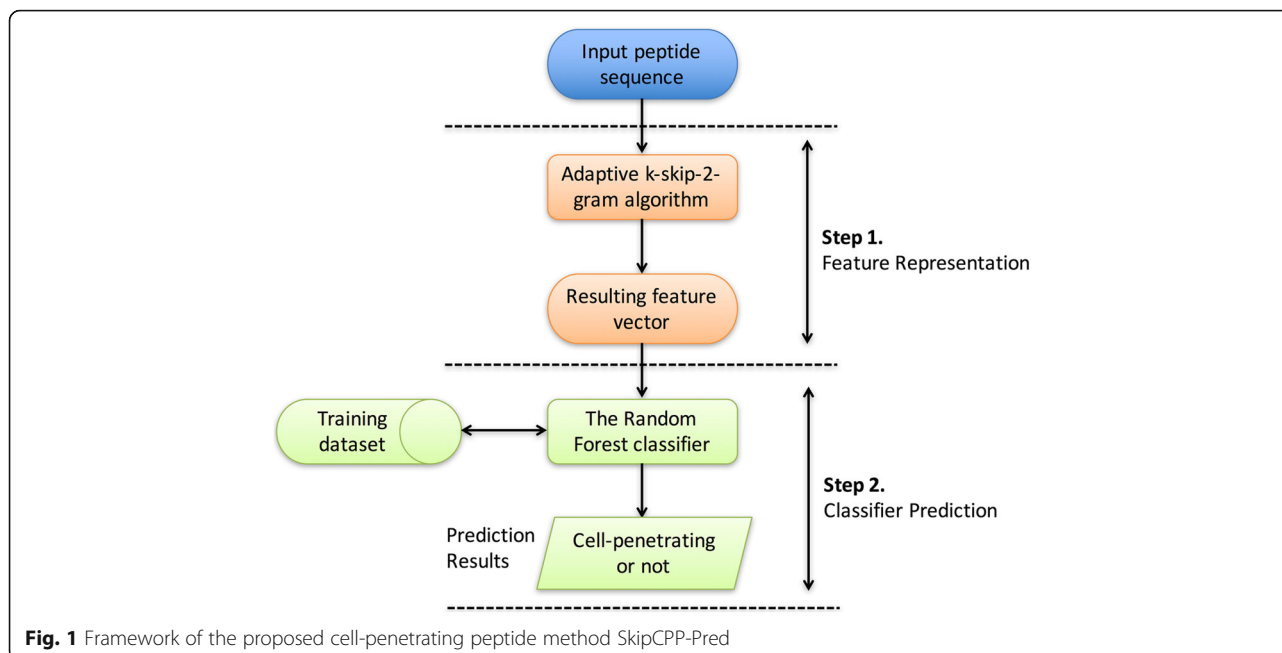 Input peptide
sequence
Adaptive k-skip-2-
gram algorithm
Step 1.
Feature Representation
Resulting feature
vector
Training
dataset
The Random
Forest classifier
Step 2.
Classifier Prediction
Prediction
Results
Cell-penetrating
or not
Fig. 1 Framework of the proposed cell-penetrating peptide method SkipCPP-Pred